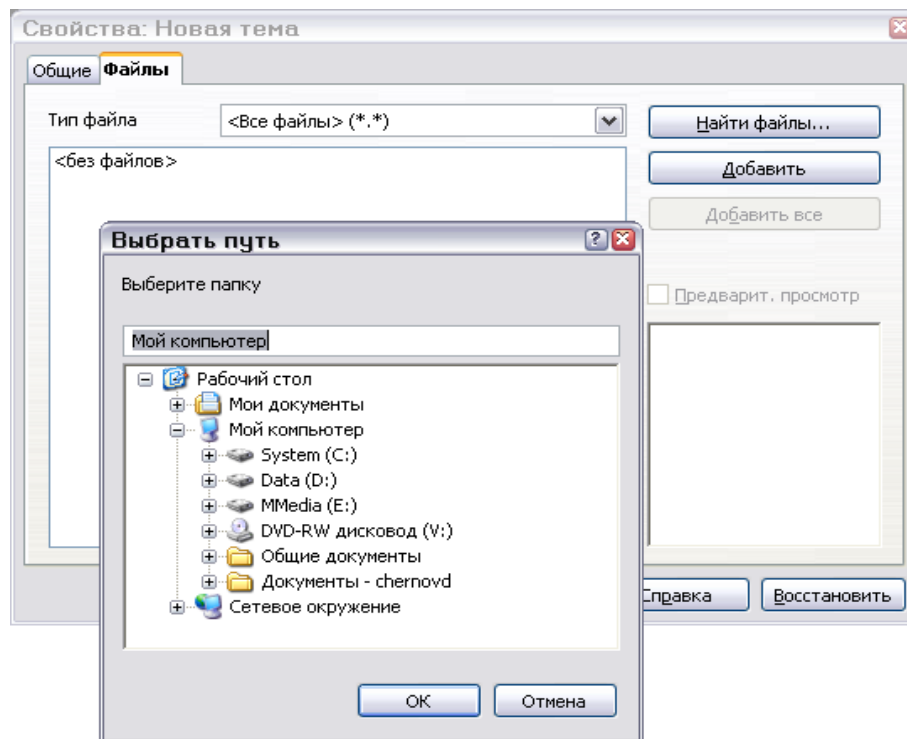 Свойства: Новая тема
Общие Файлы
Тип файла <Все файлы> (*.*) Найти файлы...
<без файлов> Добавить
Добавить все
Выбрать путь
Выберите папку
Предварит. просмотр
Мой компьютер
Рабочий стол
Мои документы
Мой компьютер
System (C:)
Data (D:)
MMedia (E:)
DVD-RW дисковод (V:)
Общие документы
Документы - chernovd
Сетевое окружение
Справка Восстановить
ОК Отмена